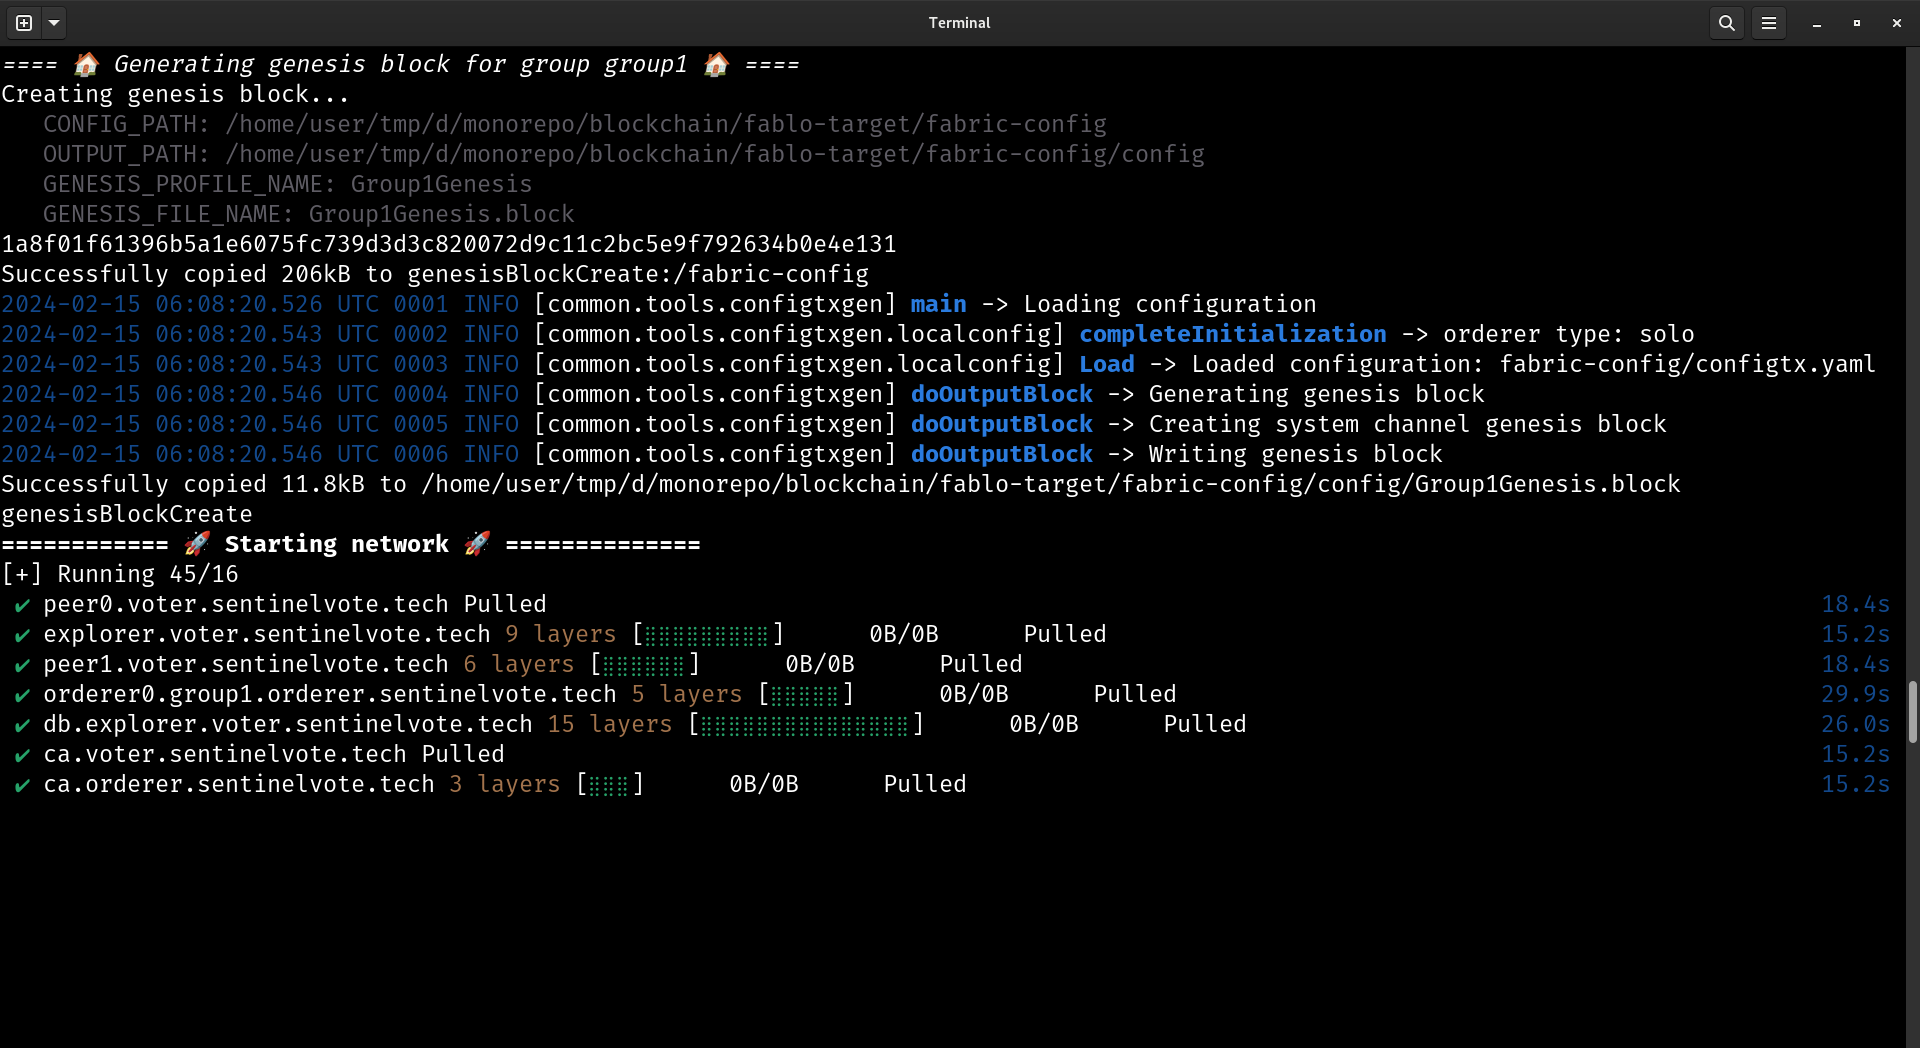 Terminal
==== 🏠 Generating genesis block for group group1 🏠 ====
Creating genesis block...
   CONFIG_PATH: /home/user/tmp/d/monorepo/blockchain/fablo-target/fabric-config
   OUTPUT_PATH: /home/user/tmp/d/monorepo/blockchain/fablo-target/fabric-config/config
   GENESIS_PROFILE_NAME: Group1Genesis
   GENESIS_FILE_NAME: Group1Genesis.block
1a8f01f61396b5a1e6075fc739d3d3c820072d9c11c2bc5e9f792634b0e4e131
Successfully copied 206kB to genesisBlockCreate:/fabric-config
2024-02-15 06:08:20.526 UTC 0001 INFO [common.tools.configtxgen] main -> Loading configuration
2024-02-15 06:08:20.543 UTC 0002 INFO [common.tools.configtxgen.localconfig] completeInitialization -> orderer type: solo
2024-02-15 06:08:20.543 UTC 0003 INFO [common.tools.configtxgen.localconfig] Load -> Loaded configuration: fabric-config/configtx.yaml
2024-02-15 06:08:20.546 UTC 0004 INFO [common.tools.configtxgen] doOutputBlock -> Generating genesis block
2024-02-15 06:08:20.546 UTC 0005 INFO [common.tools.configtxgen] doOutputBlock -> Creating system channel genesis block
2024-02-15 06:08:20.546 UTC 0006 INFO [common.tools.configtxgen] doOutputBlock -> Writing genesis block
Successfully copied 11.8kB to /home/user/tmp/d/monorepo/blockchain/fablo-target/fabric-config/config/Group1Genesis.block
genesisBlockCreate
============ 🚀 Starting network 🚀 ==============
[+] Running 45/16
 ✔ peer0.voter.sentinelvote.tech Pulled 18.4s
 ✔ explorer.voter.sentinelvote.tech 9 layers [⣿⣿⣿⣿⣿⣿⣿⣿⣿]      0B/0B      Pulled 15.2s
 ✔ peer1.voter.sentinelvote.tech 6 layers [⣿⣿⣿⣿⣿⣿]      0B/0B      Pulled 18.4s
 ✔ orderer0.group1.orderer.sentinelvote.tech 5 layers [⣿⣿⣿⣿⣿]      0B/0B      Pulled 29.9s
 ✔ db.explorer.voter.sentinelvote.tech 15 layers [⣿⣿⣿⣿⣿⣿⣿⣿⣿⣿⣿⣿⣿⣿⣿]      0B/0B      Pulled 26.0s
 ✔ ca.voter.sentinelvote.tech Pulled 15.2s
 ✔ ca.orderer.sentinelvote.tech 3 layers [⣿⣿⣿]      0B/0B      Pulled 15.2s